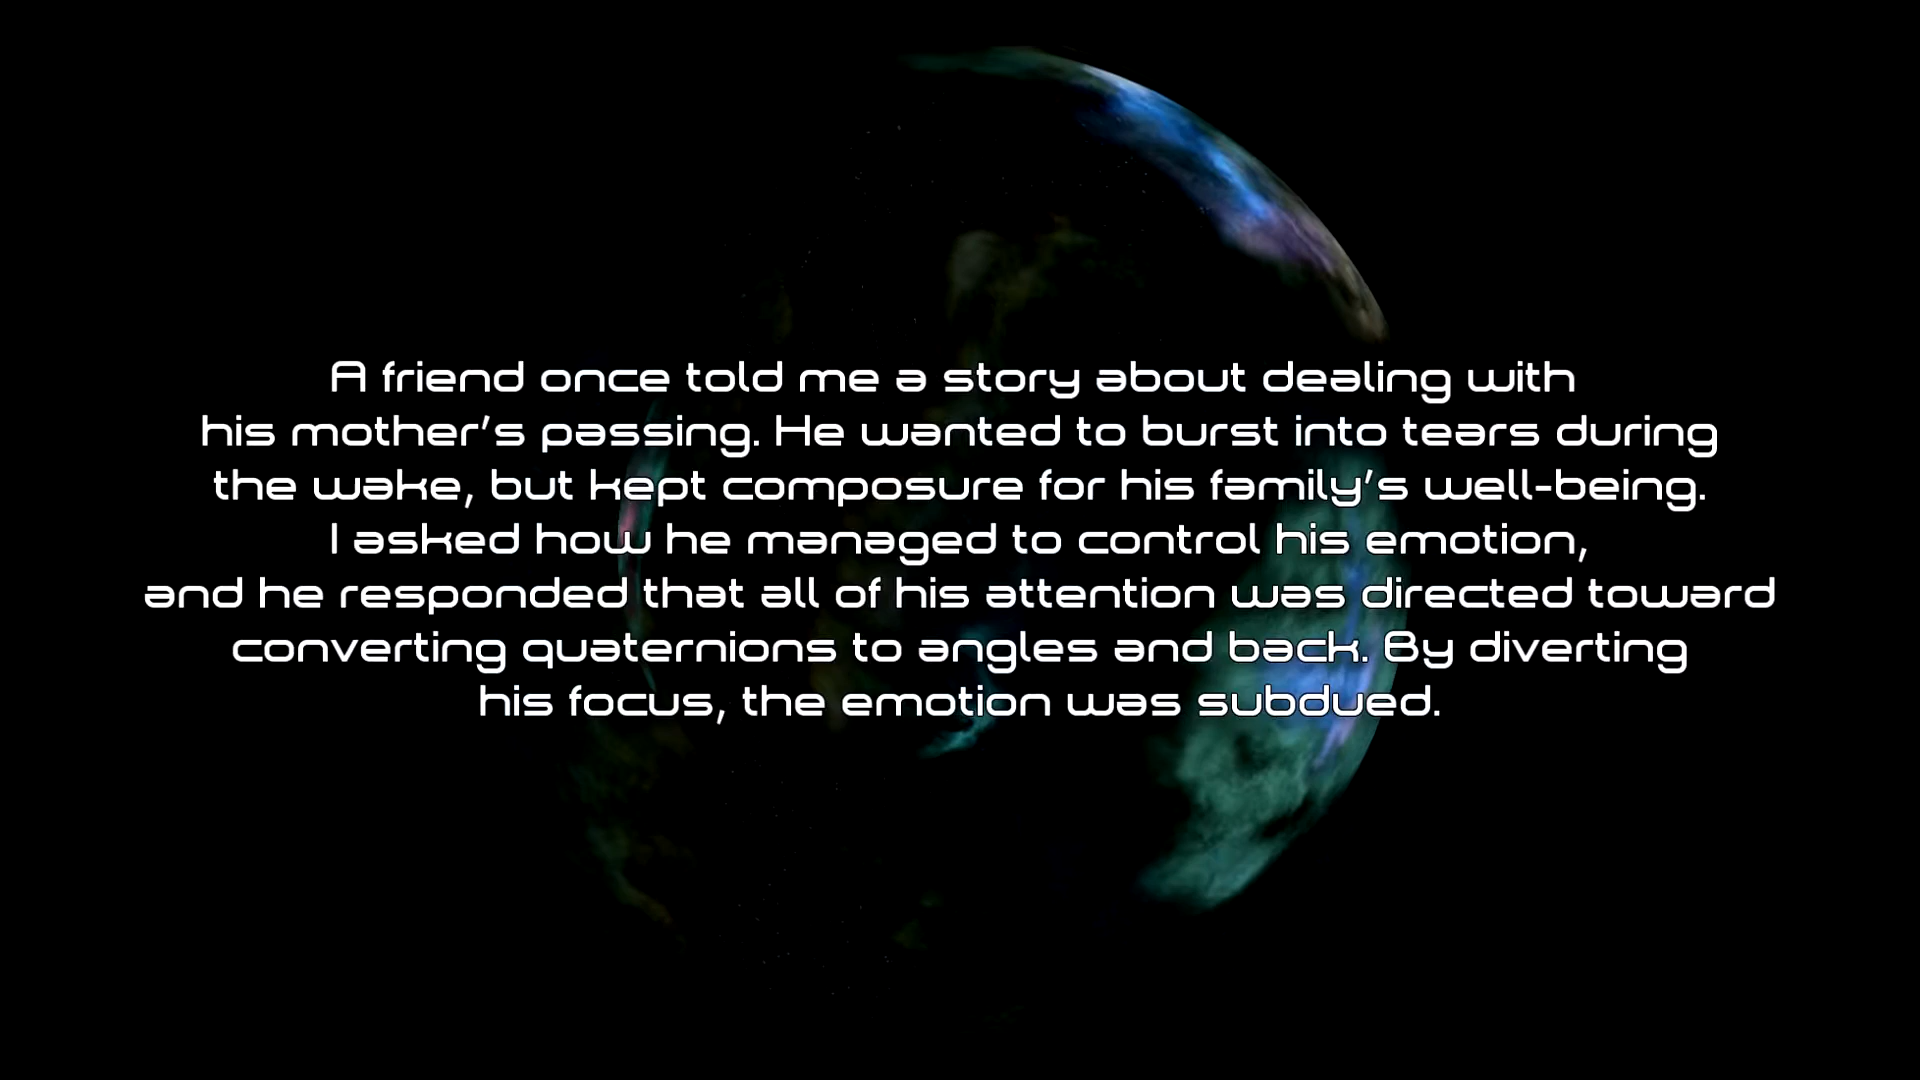 A friend once told me a story about dealing with
his mother's passing. He wanted to burst into tears during
the wake, but kept composure for his family's well-being.
I asked how he managed to control his emotion,
and he responded that all of his attention was directed toward
converting quaternions to angles and back. By diverting
his focus, the emotion was subdued.